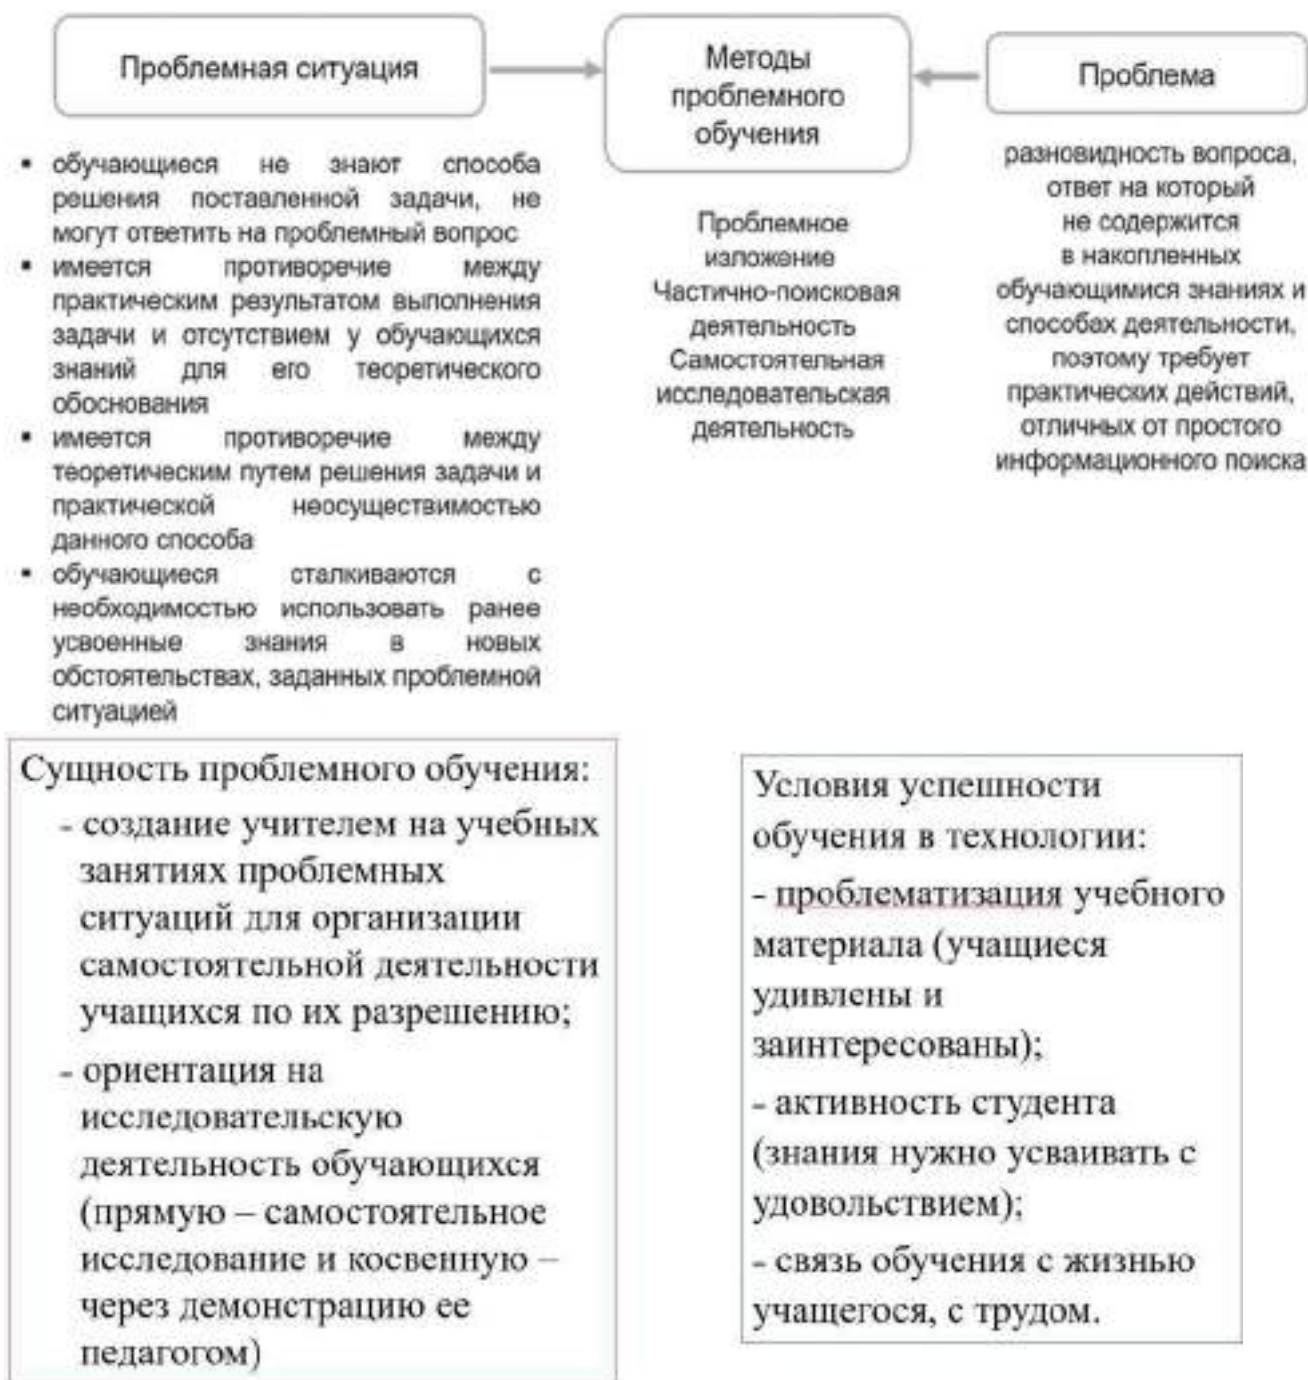 Проблемная ситуация
обучающиеся не знают способа
решения поставленной задачи, не
могут ответить на проблемный вопрос
имеется противоречие между
практическим результатом выполнения
задачи и отсутствием у обучающихся
знаний для его теоретического
обоснования
имеется противоречие между
теоретическим путем решения задачи и
практической неосуществимостью
данного способа
обучающиеся сталкиваются с
необходимостью использовать ранее
усвоенные знания в новых
обстоятельствах, заданных проблемной
ситуацией
Методы
проблемного
обучения
Проблемное
изложение
Частично-поисковая
деятельность
Самостоятельная
исследовательская
деятельность
Проблема
разновидность вопроса,
ответ на который
не содержится
в накопленных
обучающимися знаниях и
способах деятельности,
поэтому требует
практических действий,
отличных от простого
информационного поиска
Сущность проблемного обучения:
- создание учителем на учебных
занятиях проблемных
ситуаций для организации
самостоятельной деятельности
учащихся по их разрешению;
- ориентация на
исследовательскую
деятельность обучающихся
(прямую – самостоятельное
исследование и косвенную –
через демонстрацию ее
педагогом)
Условия успешности
обучения в технологии:
- проблематизация учебного
материала (учащиеся
удивлены и
заинтересованы);
- активность студента
(знания нужно усваивать с
удовольствием);
- связь обучения с жизнью
учащегося, с трудом.